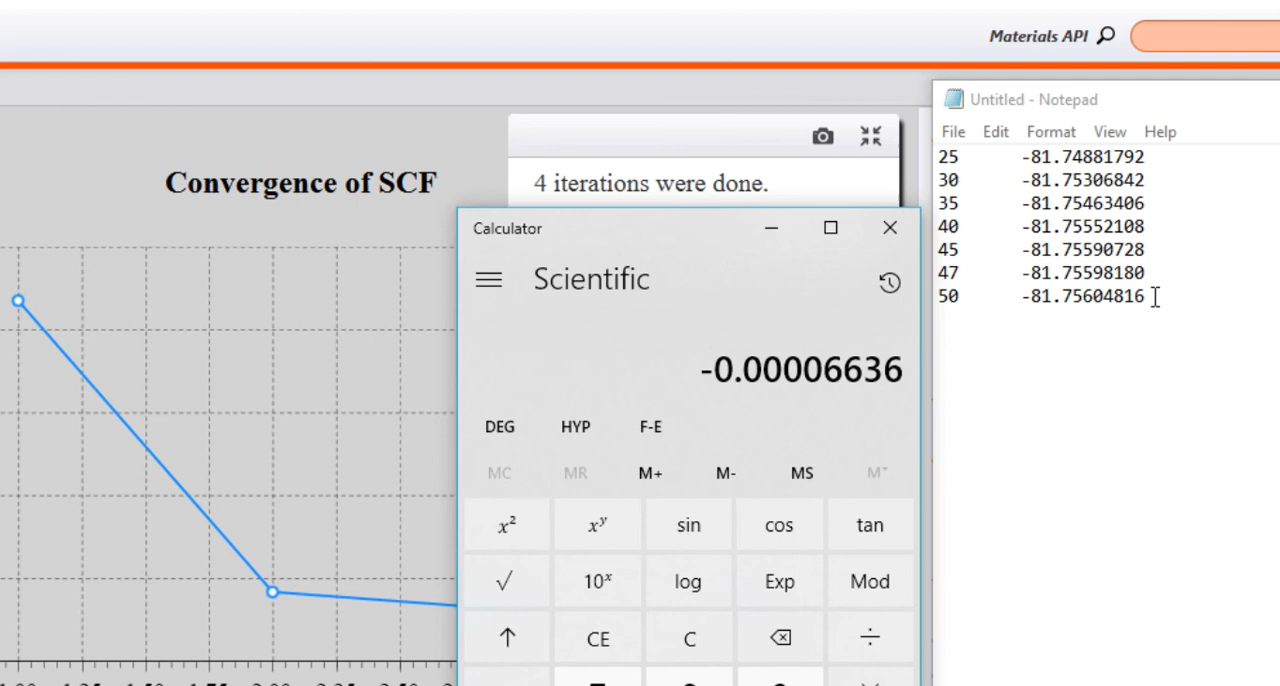 Materials API
Untitled - Notepad
File Edit Format View Help
25 -81.74881792
30 -81.75306842
35 -81.75463406
40 -81.75552108
45 -81.75590728
47 -81.75598180
50 -81.75604816
Convergence of SCF
4 iterations were done.
Calculator
Scientific
-0.00006636
DEG HYP F-E
MC MR M+ M- MS M˅
x² xʸ sin cos tan
√ 10ˣ log Exp Mod
↑ CE C ⌫ ÷